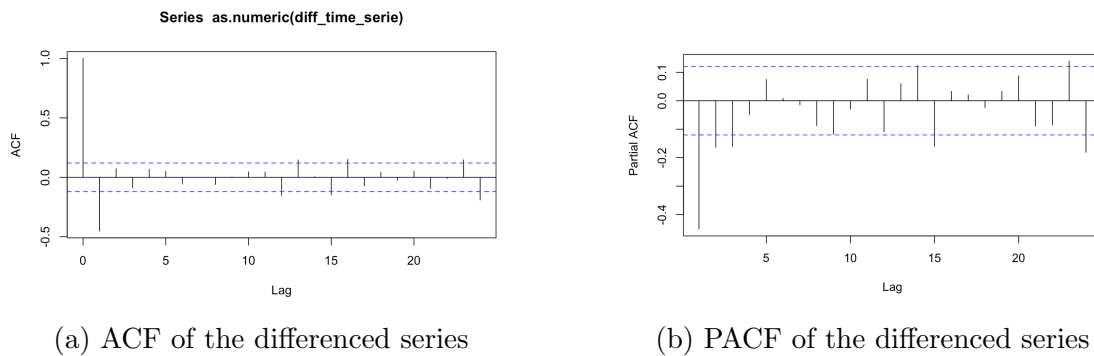 Series as.numeric(diff_time_serie)
ACF
1.0
0.5
0.0
-0.5
0
5
10
15
20
Lag
(a) ACF of the differenced series
Partial ACF
0.1
0.0
-0.2
-0.4
5
10
15
20
Lag
(b) PACF of the differenced series